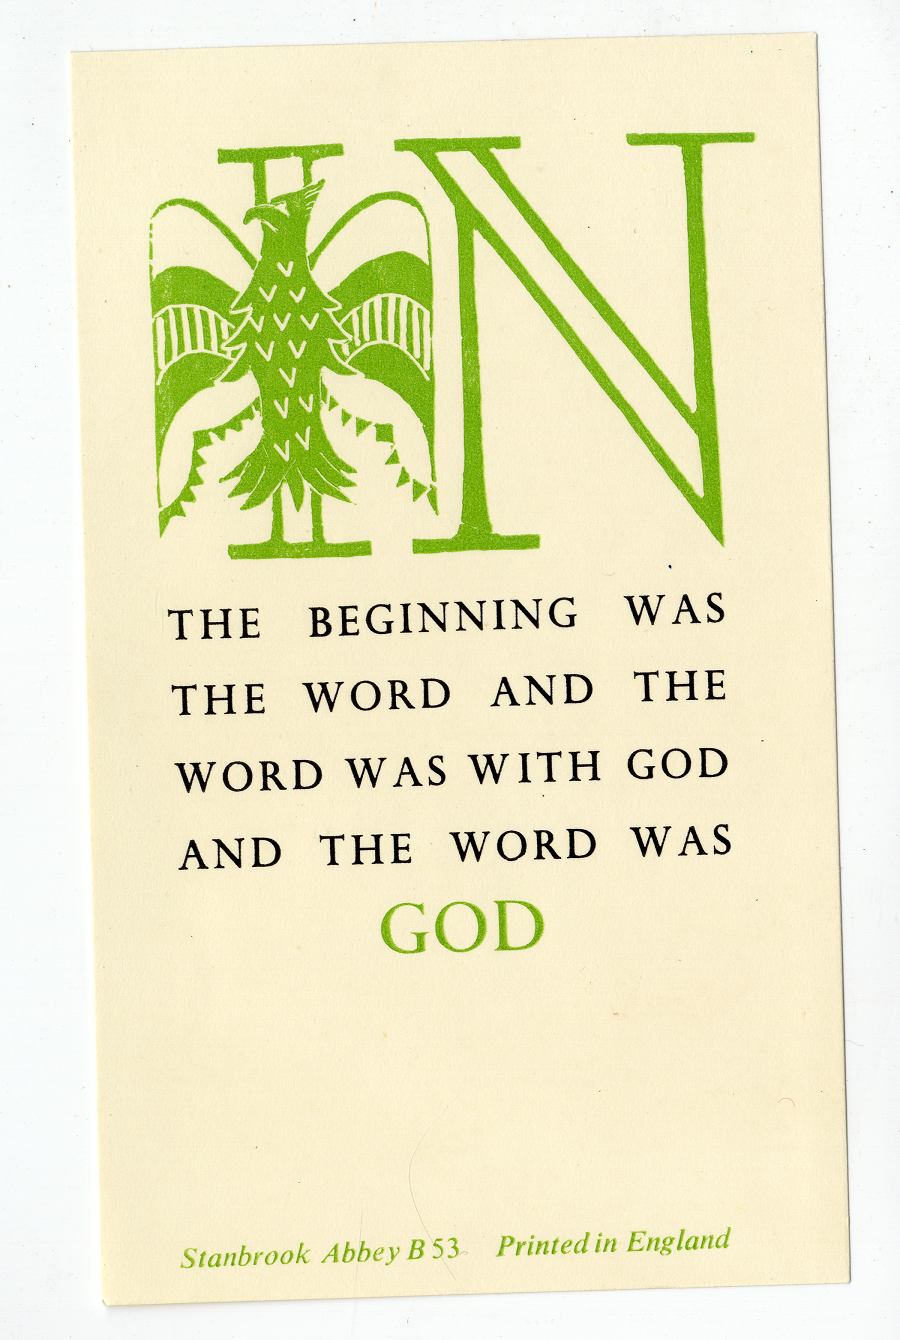 IN
THE BEGINNING WAS
THE WORD AND THE
WORD WAS WITH GOD
AND THE WORD WAS
GOD
Stanbrook Abbey B 53 Printed in England